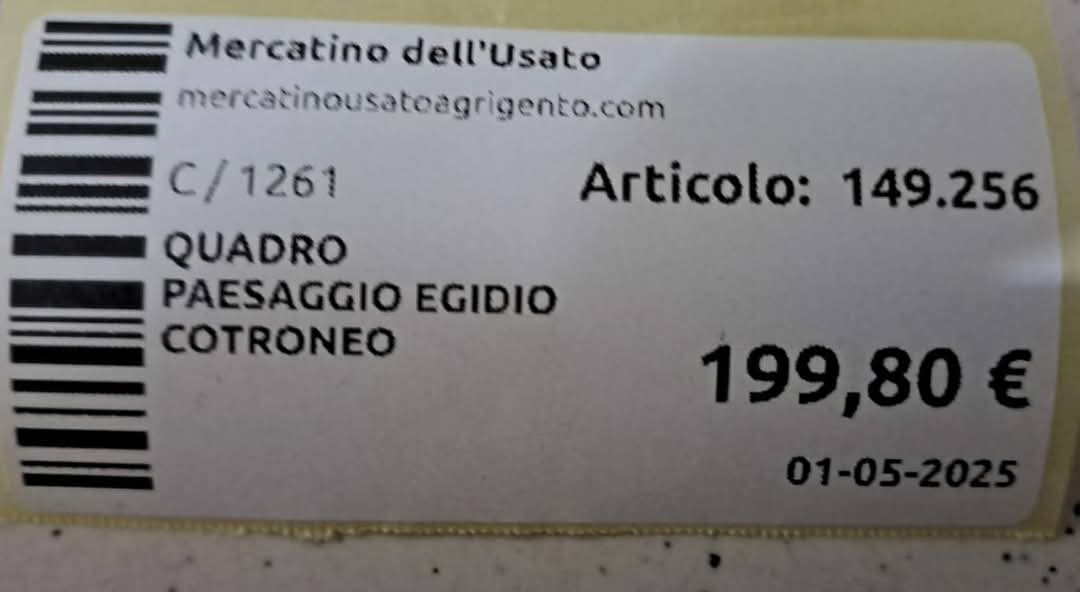 Mercatino dell'Usato
mercatinousatoagrigento.com
C/1261
Articolo: 149.256
QUADRO
PAESAGGIO EGIDIO
COTRONEO
199,80 €
01-05-2025